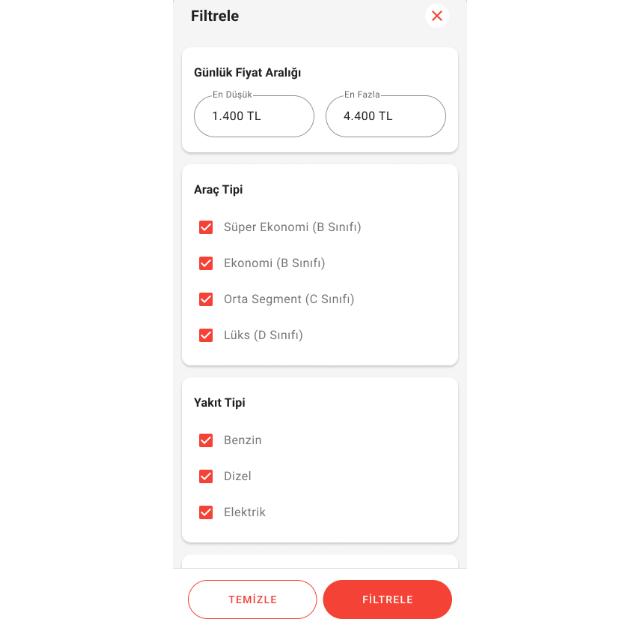 Filtrele
Günlük Fiyat Aralığı
En Düşük
En Fazla
1.400 TL
4.400 TL
Araç Tipi
Süper Ekonomi (B Sınıfı)
Ekonomi (B Sınıfı)
Orta Segment (C Sınıfı)
Lüks (D Sınıfı)
Yakıt Tipi
Benzin
Dizel
Elektrik
TEMİZLE
FİLTRELE